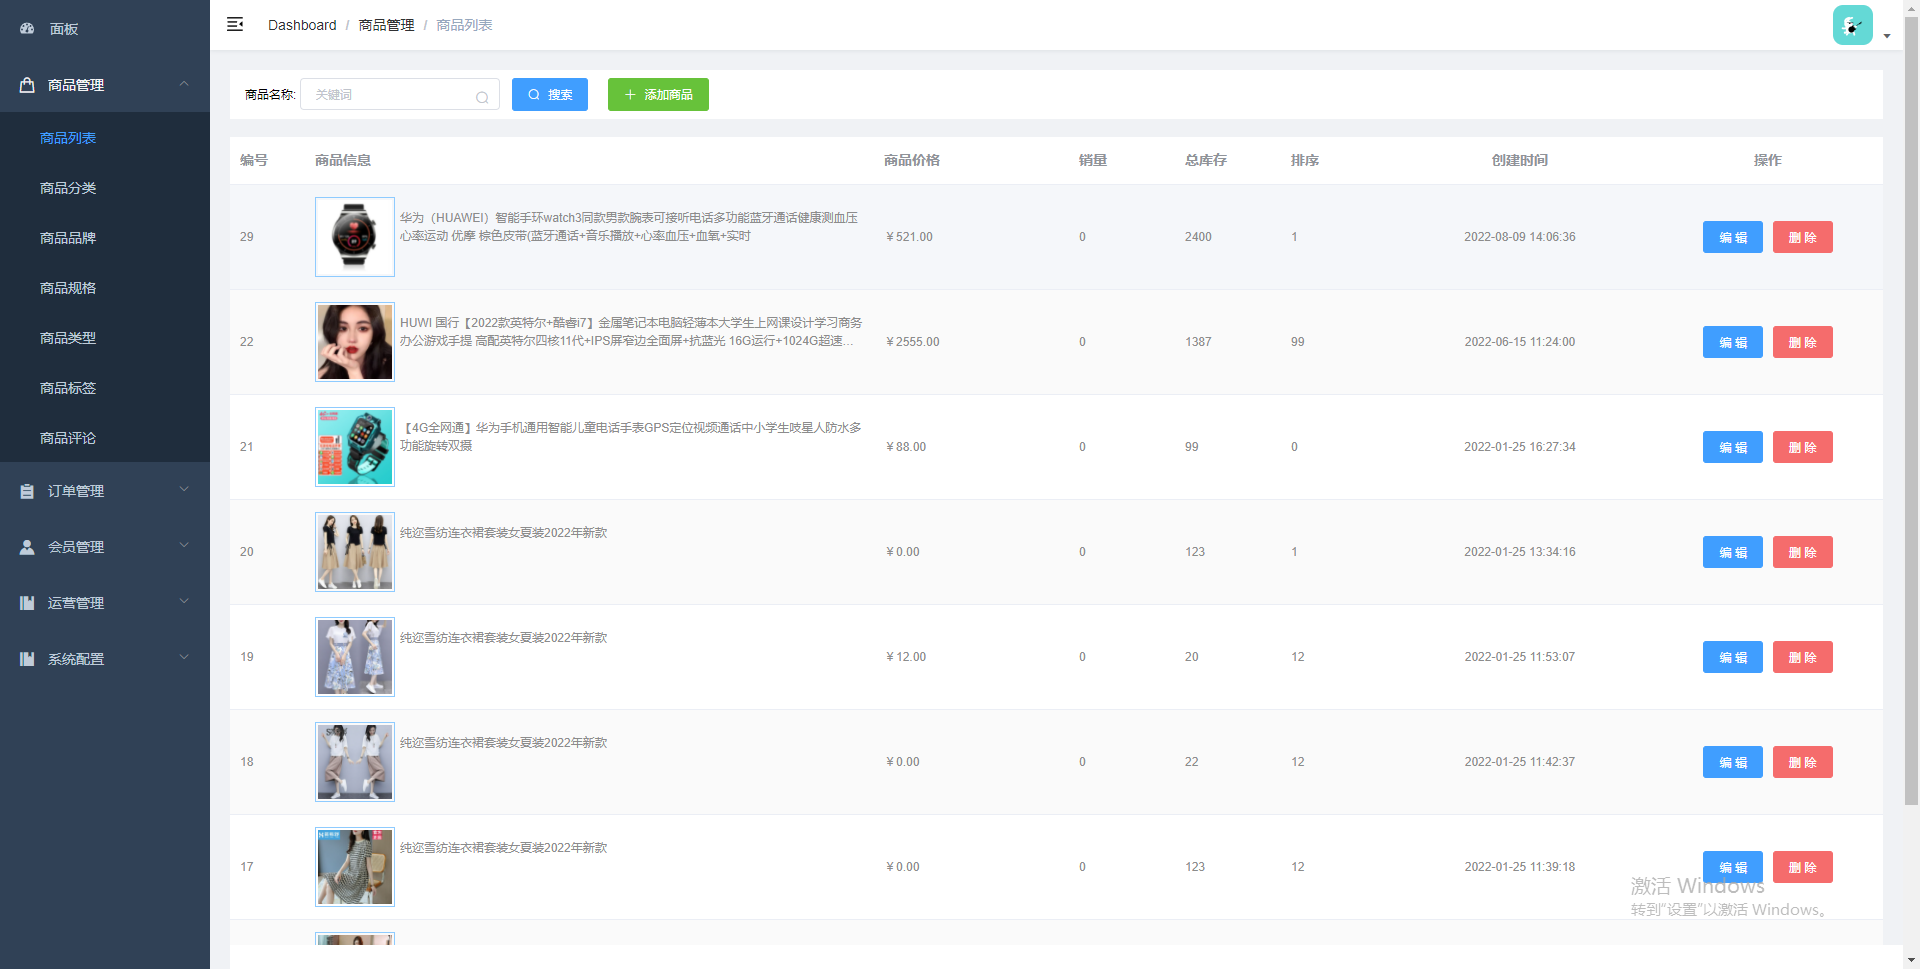 面板
商品管理
商品列表
商品分类
商品品牌
商品规格
商品类型
商品标签
商品评论
订单管理
会员管理
运营管理
系统配置
Dashboard / 商品管理 / 商品列表
商品名称: 关键词 搜索 添加商品
编号 商品信息 商品价格 销量 总库存 排序 创建时间 操作
华为（HUAWEI）智能手环watch3同款男款腕表可接听电话多功能蓝牙通话健康测血压
心率运动 优摩 棕色皮带(蓝牙通话+音乐播放+心率血压+血氧+实时
29 ￥521.00 0 2400 1 2022-08-09 14:06:36 编 辑 删 除
HUWI 国行【2022款英特尔+酷睿i7】金属笔记本电脑轻薄本大学生上网课设计学习商务
办公游戏手提 高配英特尔四核11代+IPS屏窄边全面屏+抗蓝光 16G运行+1024G超速...
22 ￥2555.00 0 1387 99 2022-06-15 11:24:00 编 辑 删 除
【4G全网通】华为手机通用智能儿童电话手表GPS定位视频通话中小学生吱星人防水多
功能旋转双摄
21 ￥88.00 0 99 0 2022-01-25 16:27:34 编 辑 删 除
纯迩雪纺连衣裙套装女夏装2022年新款
20 ￥0.00 0 123 1 2022-01-25 13:34:16 编 辑 删 除
纯迩雪纺连衣裙套装女夏装2022年新款
19 ￥12.00 0 20 12 2022-01-25 11:53:07 编 辑 删 除
纯迩雪纺连衣裙套装女夏装2022年新款
18 ￥0.00 0 22 12 2022-01-25 11:42:37 编 辑 删 除
纯迩雪纺连衣裙套装女夏装2022年新款
17 ￥0.00 0 123 12 2022-01-25 11:39:18 编 辑 删 除
激活 Windows
转到“设置”以激活 Windows。